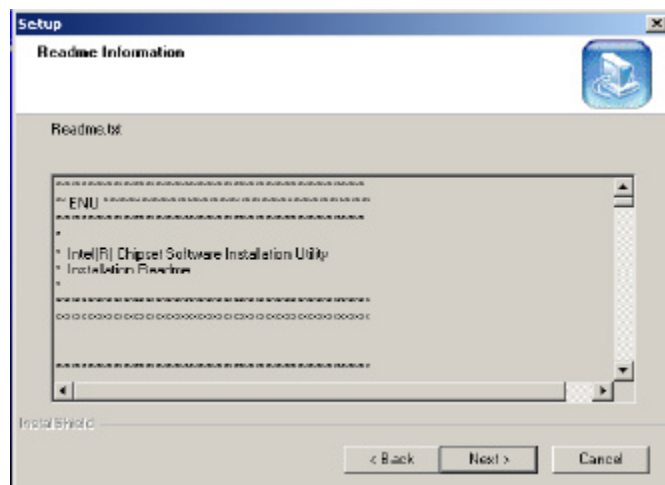 Setup
Readme Information
Readme.txt
************************************************
** ENU ******************************************
************************************************
*
* Intel(R) Chipset Software Installation Utility
* Installation Readme
*
************************************************
************************************************
InstallShield
< Back
Next >
Cancel